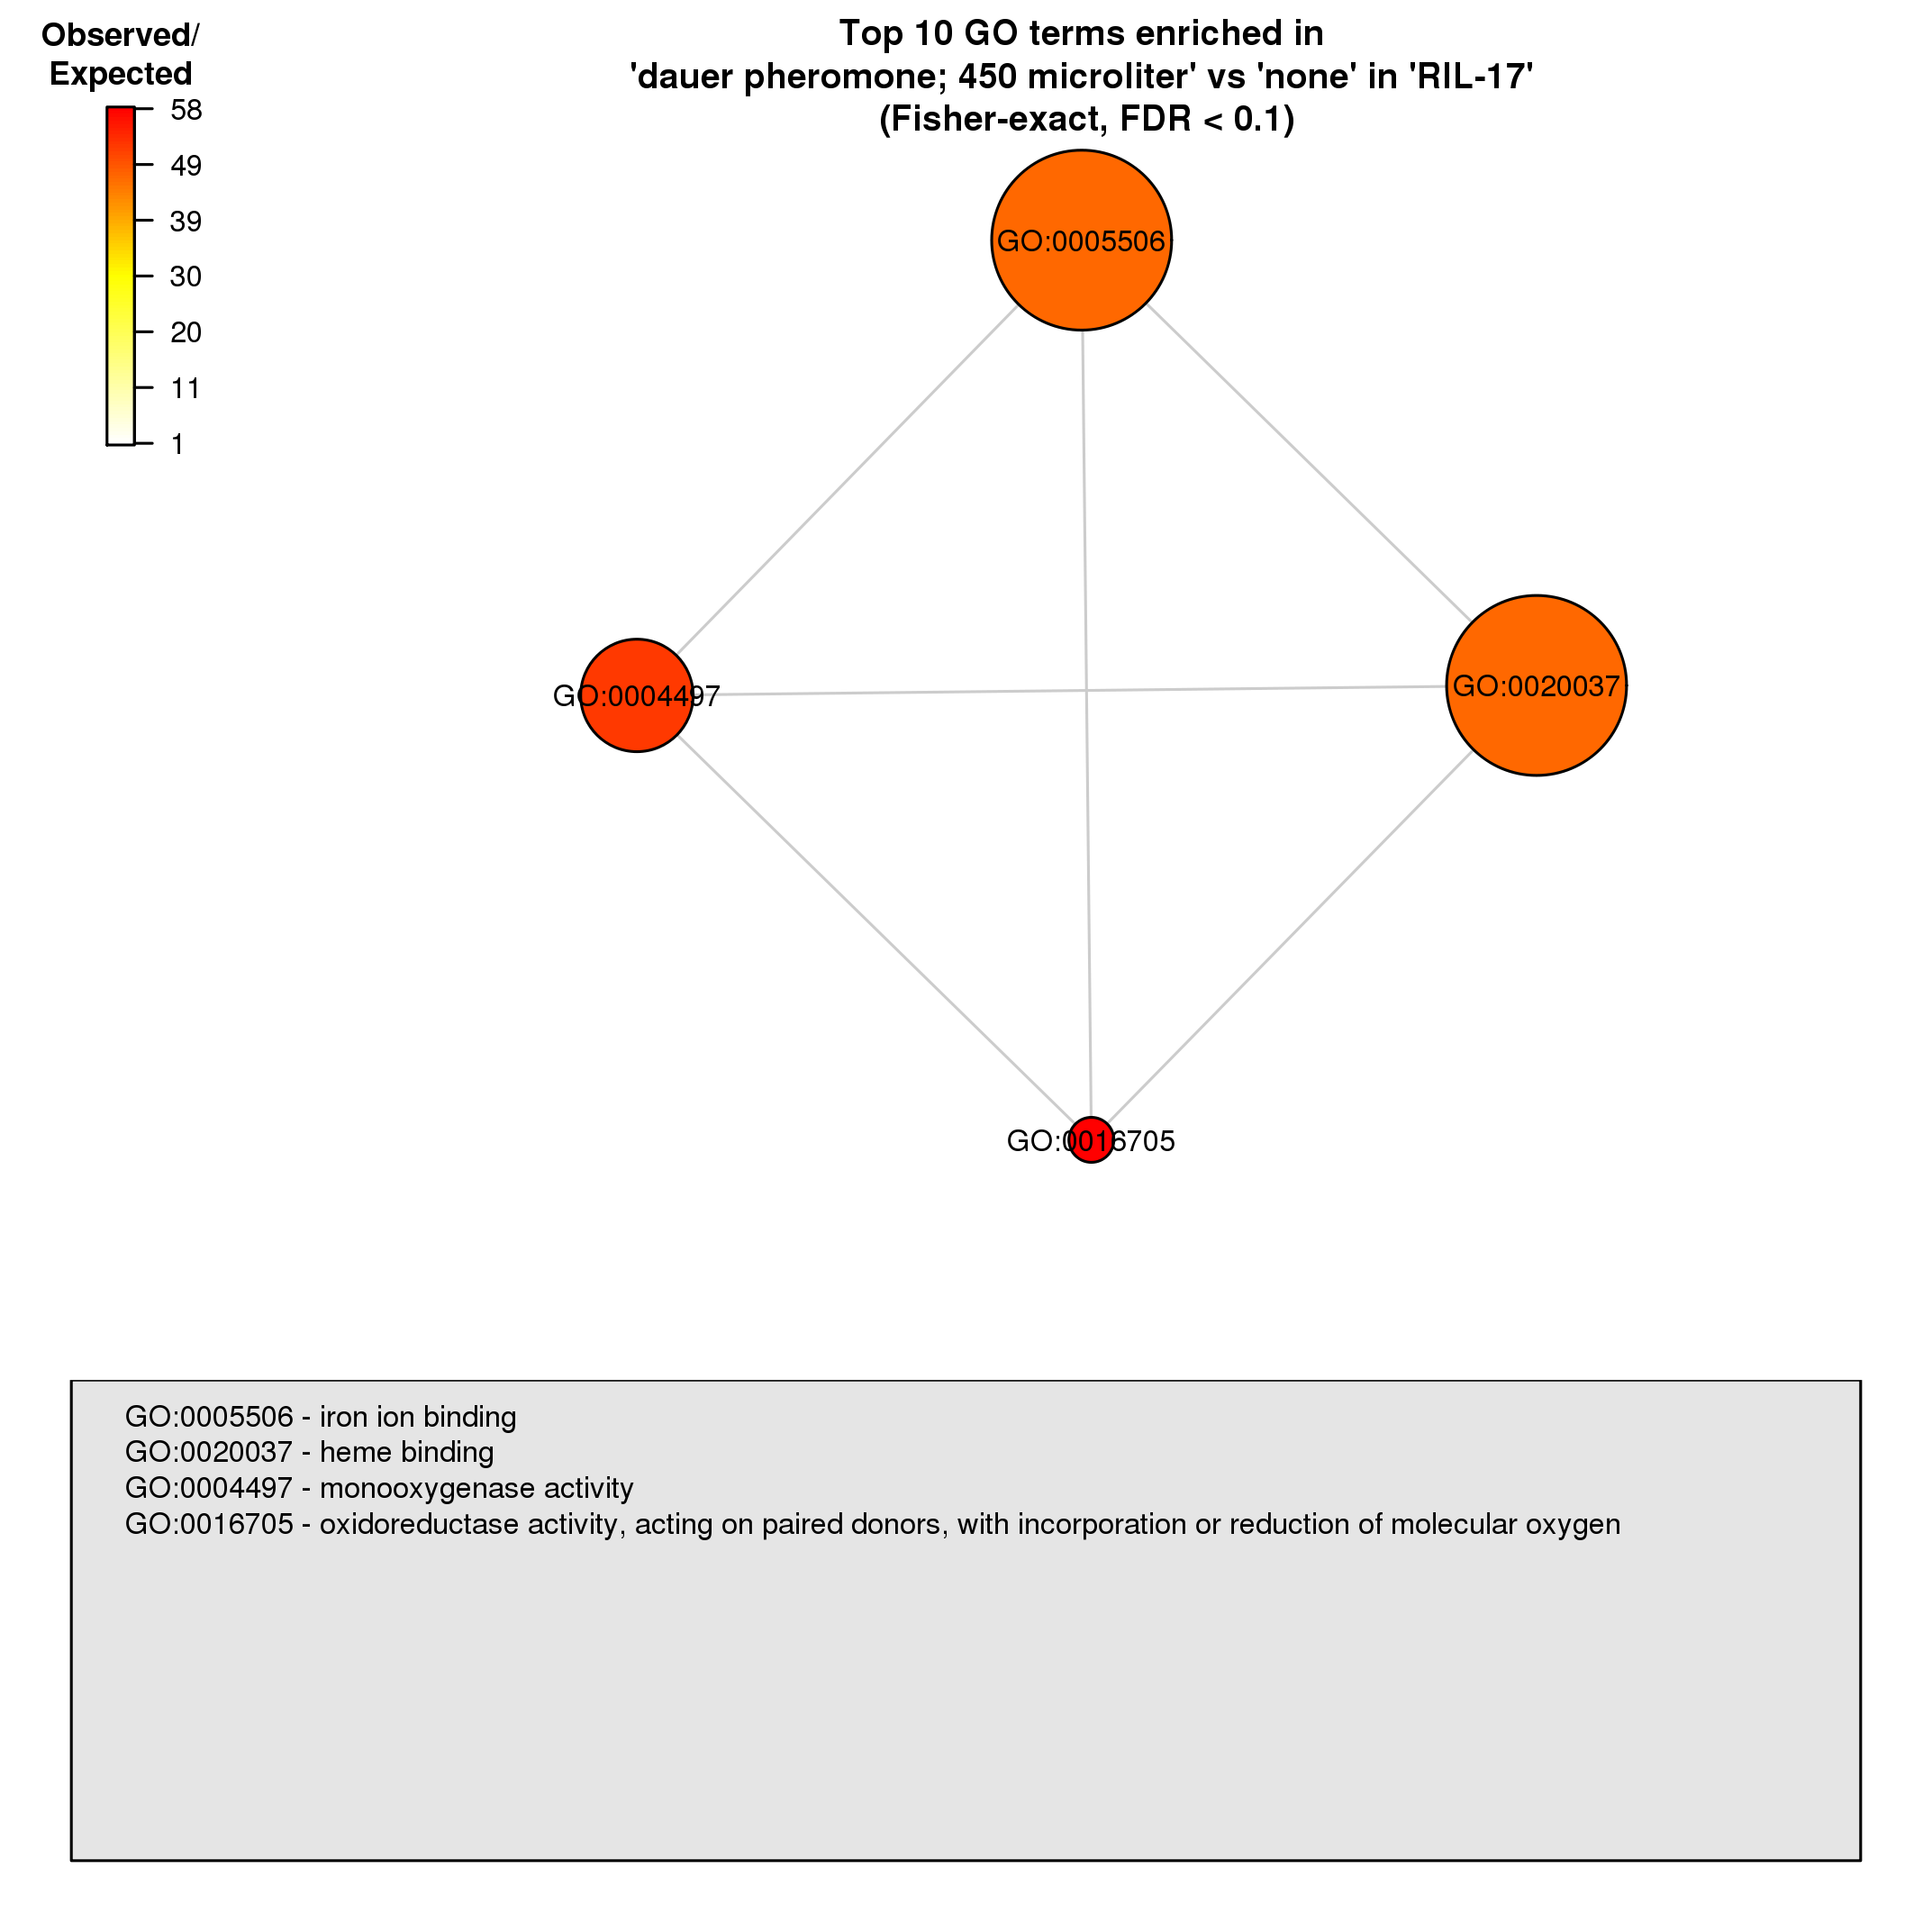 Observed/
Expected
58
49
39
30
20
11
1
Top 10 GO terms enriched in
'dauer pheromone; 450 microliter' vs 'none' in 'RIL-17'
(Fisher-exact, FDR < 0.1)
GO:0005506
GO:0004497
GO:0020037
GO:0016705
GO:0005506 - iron ion binding
GO:0020037 - heme binding
GO:0004497 - monooxygenase activity
GO:0016705 - oxidoreductase activity, acting on paired donors, with incorporation or reduction of molecular oxygen